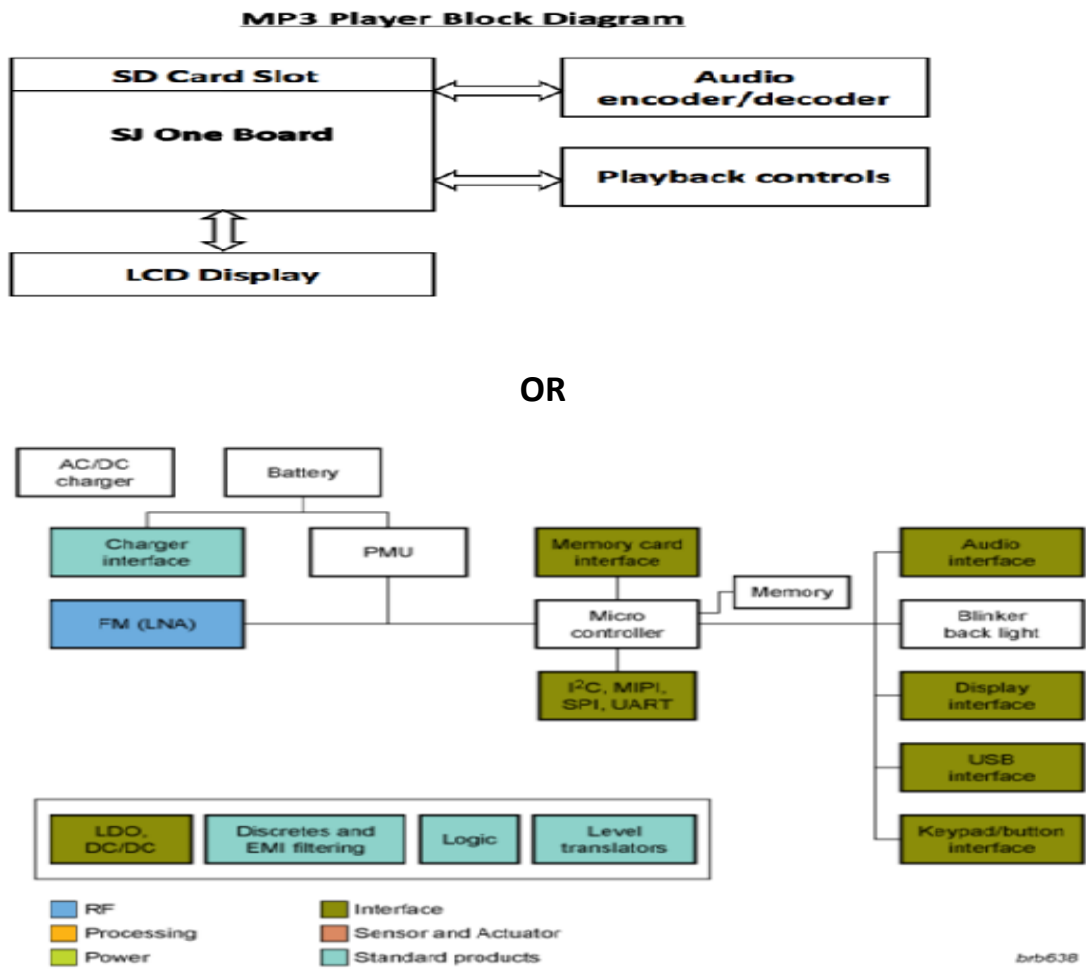 MP3 Player Block Diagram
SD Card Slot
SJ One Board
Audio
encoder/decoder
Playback controls
LCD Display
OR
AC/DC
charger
Battery
Charger
interface
PMU
Memory card
interface
Audio
interface
FM (LNA)
Micro
controller
Memory
Blinker
back light
I²C, MIPI,
SPI, UART
Display
interface
USB
interface
Keypad/button
interface
LDO,
DC/DC
Discretes and
EMI filtering
Logic
Level
translators
RF
Processing
Power
Interface
Sensor and Actuator
Standard products
brb638